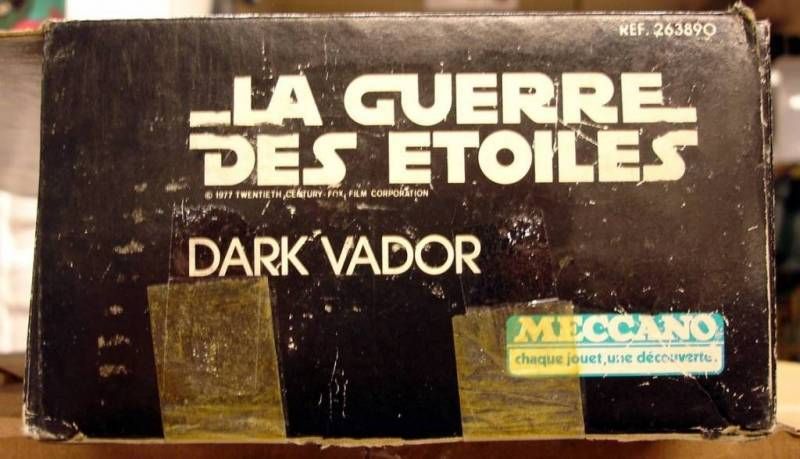 REF. 263890
LA GUERRE
DES ETOILES
© 1977 TWENTIETH CENTURY-FOX FILM CORPORATION
DARK VADOR
MECCANO
chaque jouet, une découverte.